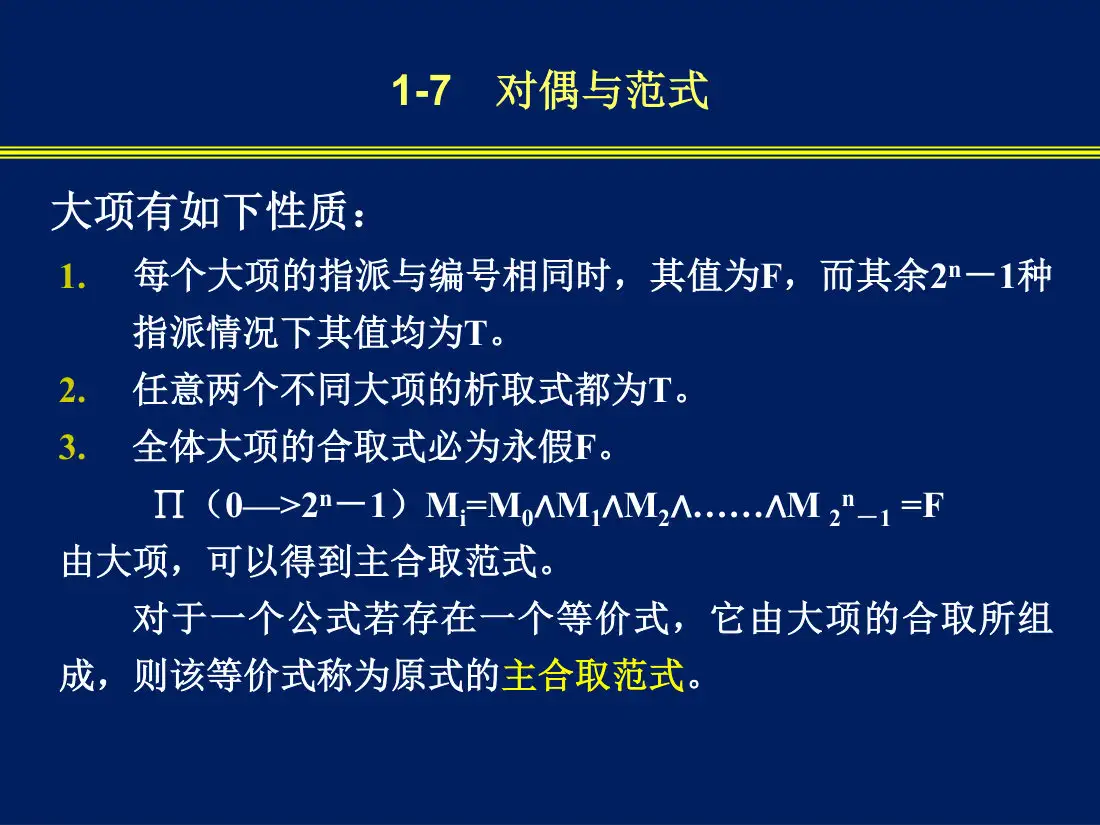 1-7 对偶与范式
大项有如下性质：
1. 每个大项的指派与编号相同时，其值为F，而其余2ⁿ－1种
指派情况下其值均为T。
2. 任意两个不同大项的析取式都为T。
3. 全体大项的合取式必为永假F。
∏（0—>2ⁿ－1）Mᵢ=M₀∧M₁∧M₂∧……∧M ₂ⁿ₋₁ =F
由大项，可以得到主合取范式。
对于一个公式若存在一个等价式，它由大项的合取所组
成，则该等价式称为原式的主合取范式。